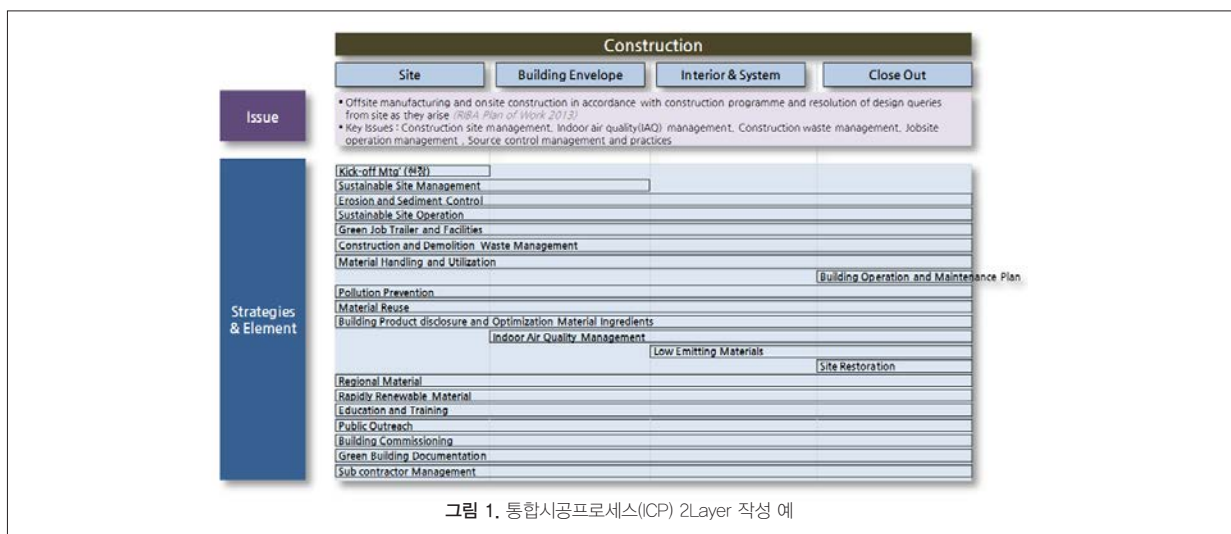 Construction
Site
Building Envelope
Interior & System
Close Out
Issue
• Offsite manufacturing and onsite construction in accordance with construction programme and resolution of design queries
from site as they arise (RIBA Plan of Work 2013)
• Key Issues : Construction site management, Indoor air quality(IAQ) management, Construction waste management, Jobsite
operation management , Source control management and practices
Strategies
& Element
Kick-off Mtg' (현장)
Sustainable Site Management
Erosion and Sediment Control
Sustainable Site Operation
Green Job Trailer and Facilities
Construction and Demolition Waste Management
Material Handling and Utilization
Building Operation and Maintenance Plan
Pollution Prevention
Material Reuse
Building Product disclosure and Optimization Material Ingredients
Indoor Air Quality Management
Low Emitting Materials
Site Restoration
Regional Material
Rapidly Renewable Material
Education and Training
Public Outreach
Building Commissioning
Green Building Documentation
Sub contractor Management
그림 1. 통합시공프로세스(ICP) 2Layer 작성 예